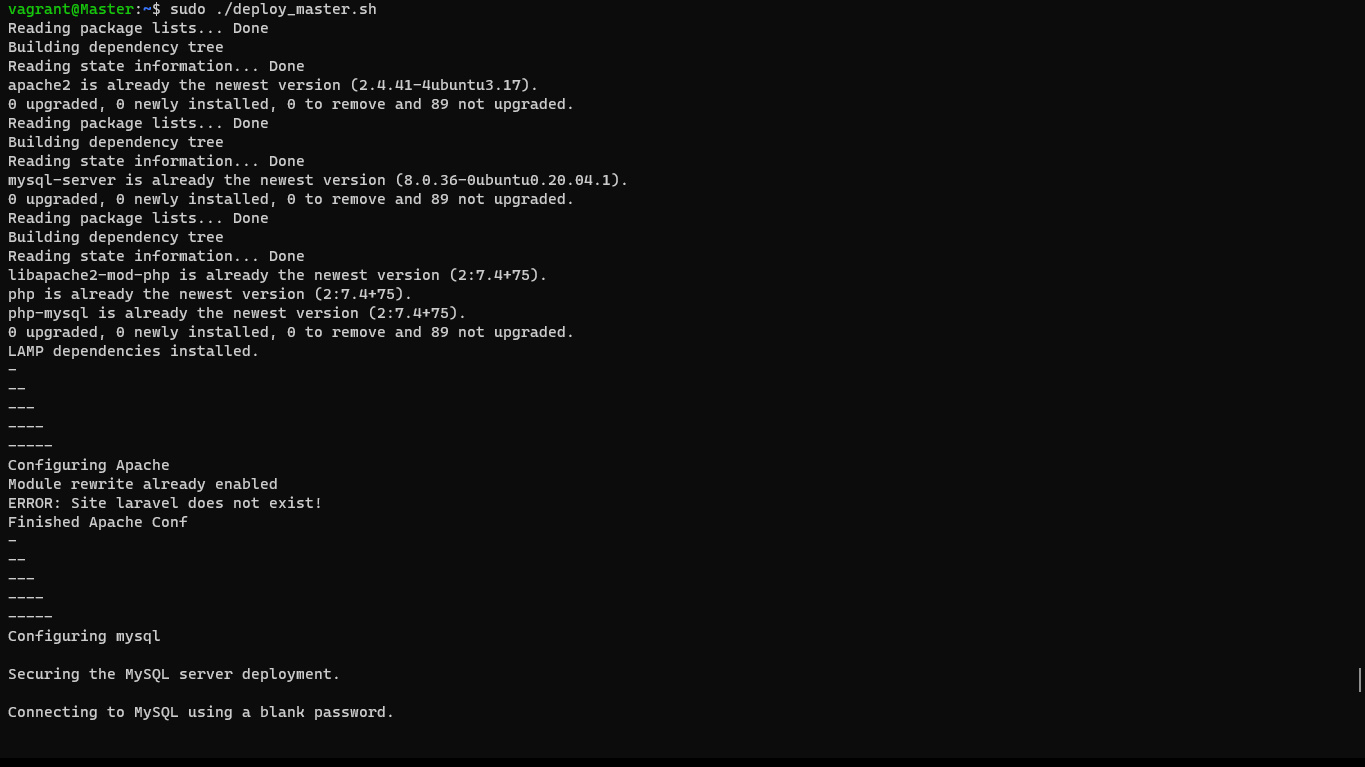 vagrant@Master:~$ sudo ./deploy_master.sh
Reading package lists... Done
Building dependency tree
Reading state information... Done
apache2 is already the newest version (2.4.41-4ubuntu3.17).
0 upgraded, 0 newly installed, 0 to remove and 89 not upgraded.
Reading package lists... Done
Building dependency tree
Reading state information... Done
mysql-server is already the newest version (8.0.36-0ubuntu0.20.04.1).
0 upgraded, 0 newly installed, 0 to remove and 89 not upgraded.
Reading package lists... Done
Building dependency tree
Reading state information... Done
libapache2-mod-php is already the newest version (2:7.4+75).
php is already the newest version (2:7.4+75).
php-mysql is already the newest version (2:7.4+75).
0 upgraded, 0 newly installed, 0 to remove and 89 not upgraded.
LAMP dependencies installed.
-
--
---
----
-----
Configuring Apache
Module rewrite already enabled
ERROR: Site laravel does not exist!
Finished Apache Conf
-
--
---
----
-----
Configuring mysql
Securing the MySQL server deployment.
Connecting to MySQL using a blank password.